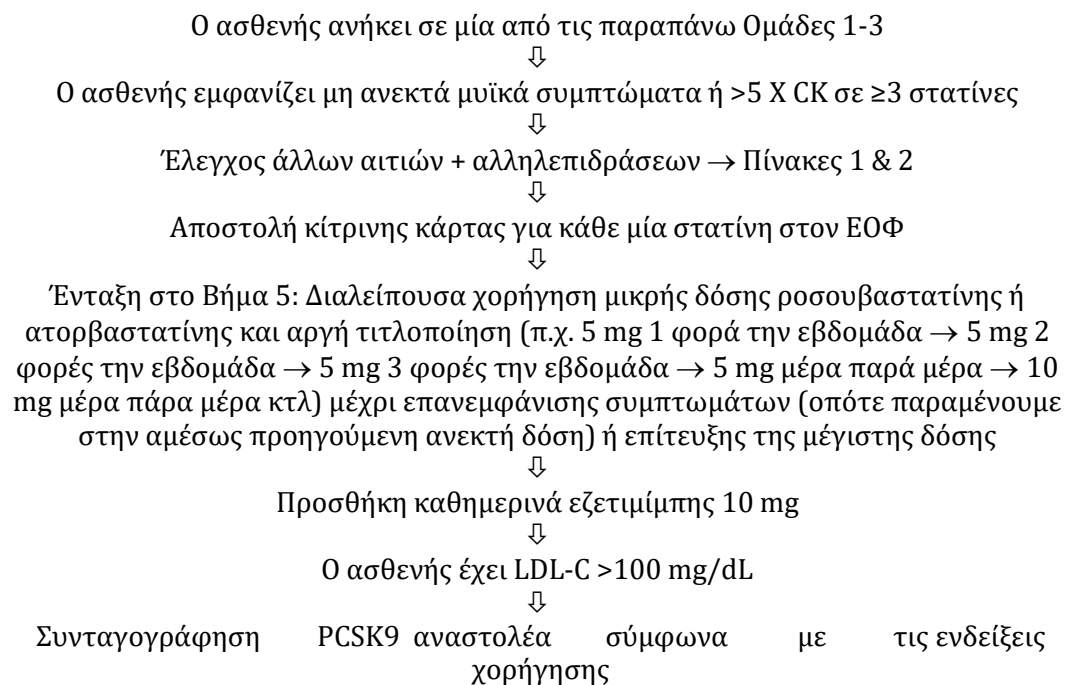 Ο ασθενής ανήκει σε μία από τις παραπάνω Ομάδες 1-3
⇩
Ο ασθενής εμφανίζει μη ανεκτά μυϊκά συμπτώματα ή >5 Χ CK σε ≥3 στατίνες
⇩
Έλεγχος άλλων αιτιών + αλληλεπιδράσεων → Πίνακες 1 & 2
⇩
Αποστολή κίτρινης κάρτας για κάθε μία στατίνη στον ΕΟΦ
⇩
Ένταξη στο Βήμα 5: Διαλείπουσα χορήγηση μικρής δόσης ροσουβαστατίνης ή
ατορβαστατίνης και αργή τιτλοποίηση (π.χ. 5 mg 1 φορά την εβδομάδα → 5 mg 2
φορές την εβδομάδα → 5 mg 3 φορές την εβδομάδα → 5 mg μέρα παρά μέρα → 10
mg μέρα πάρα μέρα κτλ) μέχρι επανεμφάνισης συμπτωμάτων (οπότε παραμένουμε
στην αμέσως προηγούμενη ανεκτή δόση) ή επίτευξης της μέγιστης δόσης
⇩
Προσθήκη καθημερινά εζετιμίμπης 10 mg
⇩
Ο ασθενής έχει LDL-C >100 mg/dL
⇩
Συνταγογράφηση PCSK9 αναστολέα σύμφωνα με τις ενδείξεις
χορήγησης